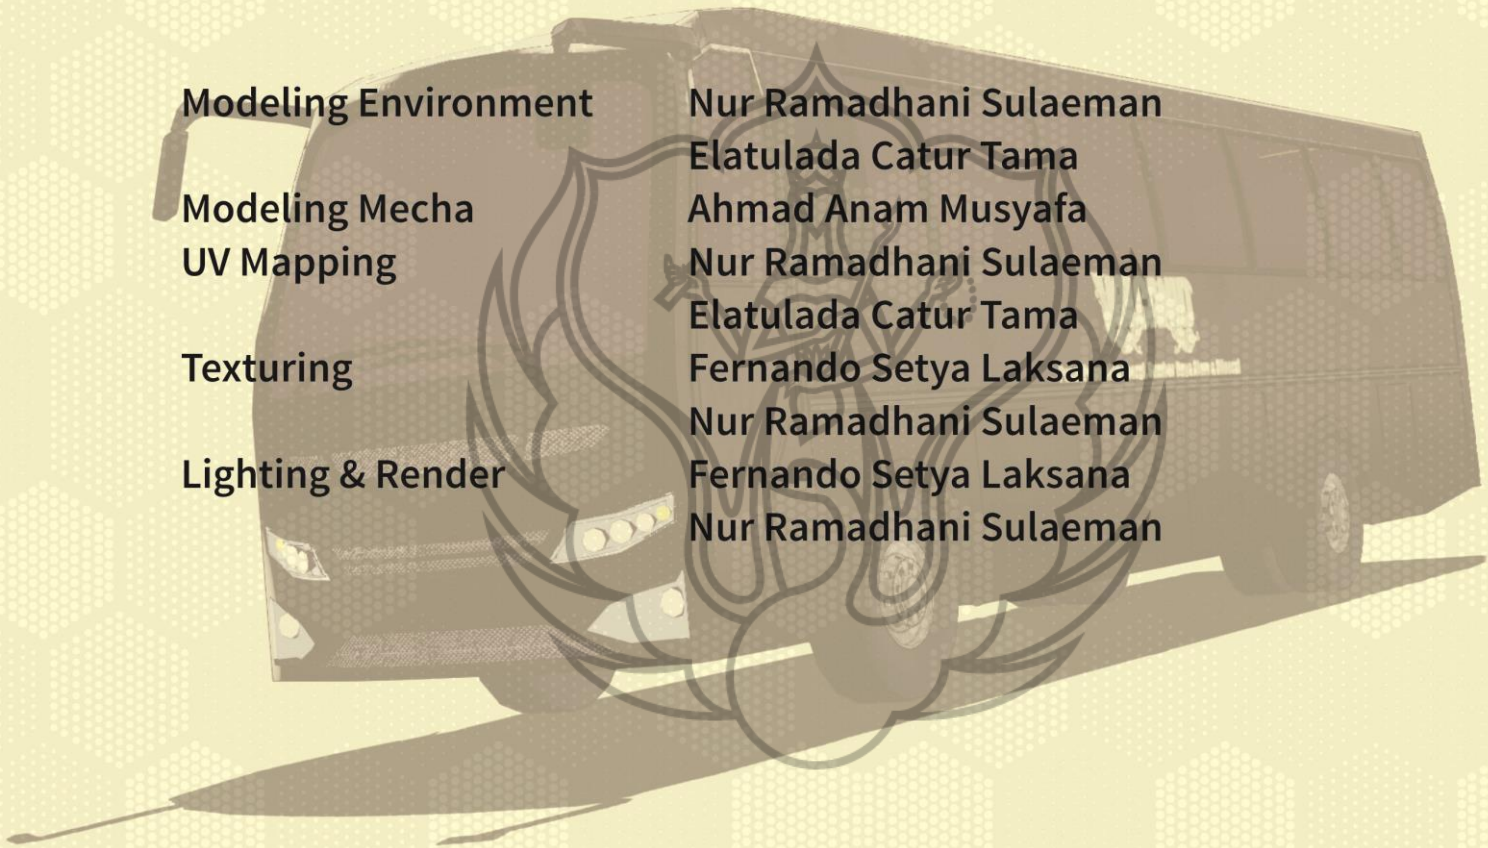 Modeling Environment Nur Ramadhani Sulaeman
Elatulada Catur Tama
Modeling Mecha Ahmad Anam Musyafa
UV Mapping Nur Ramadhani Sulaeman
Elatulada Catur Tama
Texturing Fernando Setya Laksana
Nur Ramadhani Sulaeman
Lighting & Render Fernando Setya Laksana
Nur Ramadhani Sulaeman